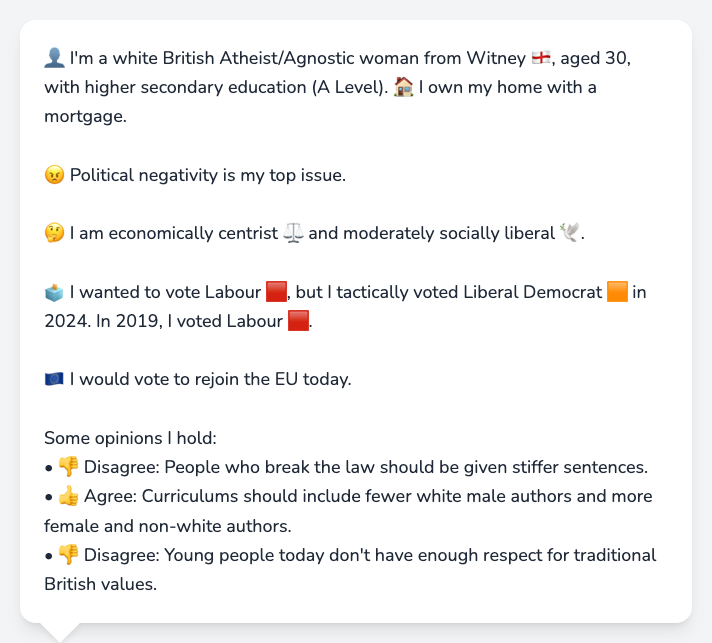 👤 I'm a white British Atheist/Agnostic woman from Witney 🏴󠁧󠁢󠁥󠁮󠁧󠁿, aged 30,
with higher secondary education (A Level). 🏠 I own my home with a
mortgage.
😠 Political negativity is my top issue.
🤔 I am economically centrist ⚖️ and moderately socially liberal 🕊️.
🗳️ I wanted to vote Labour 🟥, but I tactically voted Liberal Democrat 🟧 in
2024. In 2019, I voted Labour 🟥.
🇪🇺 I would vote to rejoin the EU today.
Some opinions I hold:
• 👎 Disagree: People who break the law should be given stiffer sentences.
• 👍 Agree: Curriculums should include fewer white male authors and more
female and non-white authors.
• 👎 Disagree: Young people today don't have enough respect for traditional
British values.